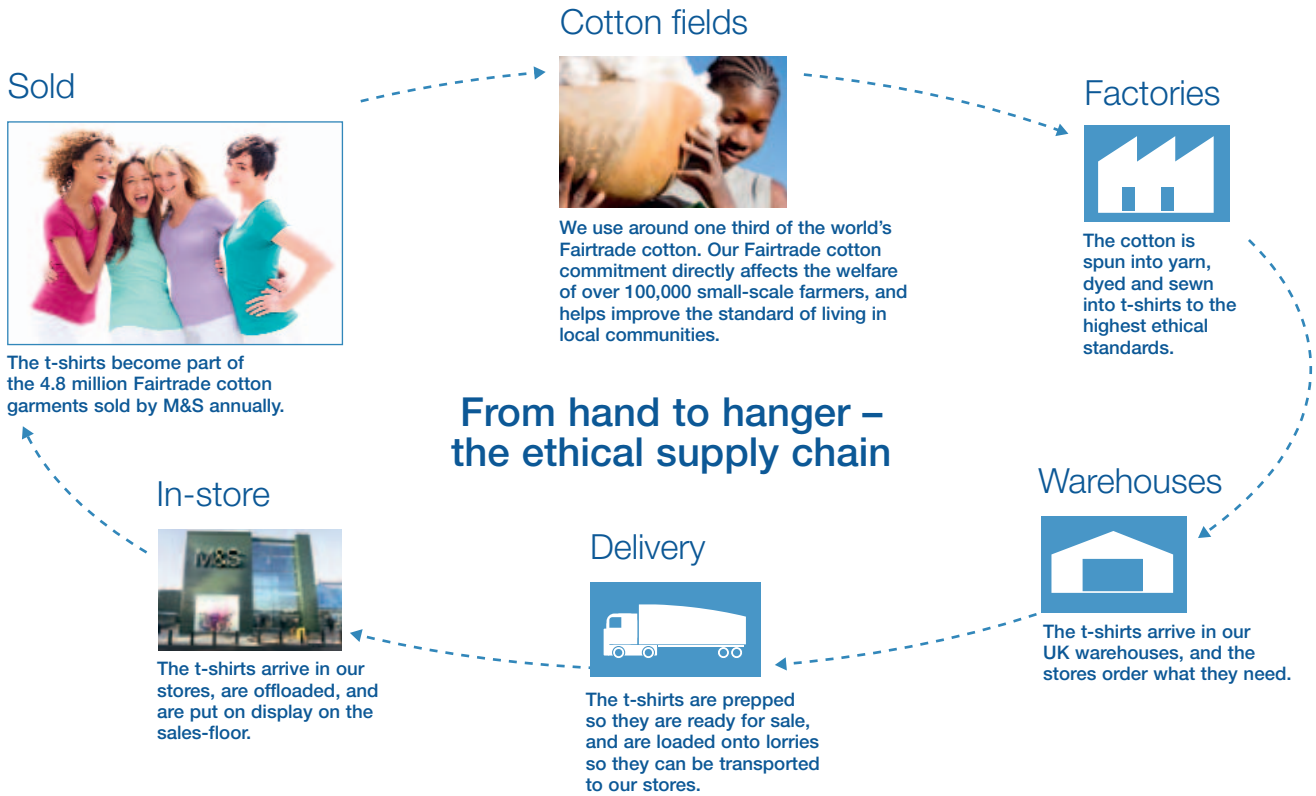 Cotton fields
We use around one third of the world’s
Fairtrade cotton. Our Fairtrade cotton
commitment directly affects the welfare
of over 100,000 small-scale farmers, and
helps improve the standard of living in
local communities.
Factories
The cotton is
spun into yarn,
dyed and sewn
into t-shirts to the
highest ethical
standards.
Warehouses
The t-shirts arrive in our
UK warehouses, and the
stores order what they need.
Delivery
The t-shirts are prepped
so they are ready for sale,
and are loaded onto lorries
so they can be transported
to our stores.
In-store
M&S
The t-shirts arrive in our
stores, are offloaded, and
are put on display on the
sales-floor.
Sold
The t-shirts become part of
the 4.8 million Fairtrade cotton
garments sold by M&S annually.
From hand to hanger –
the ethical supply chain